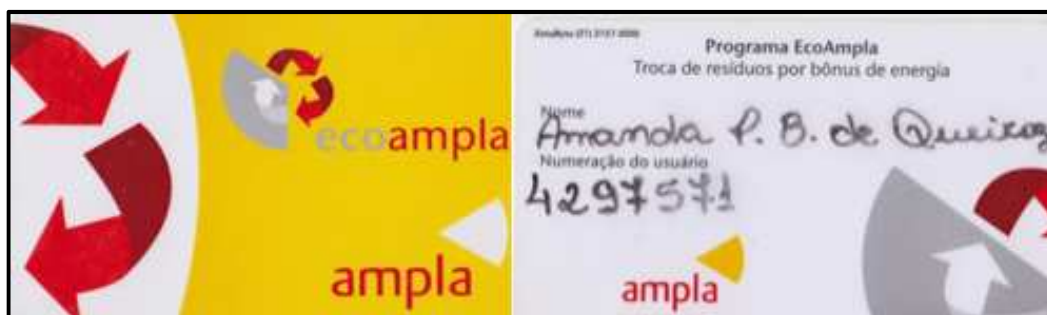 ecoampla
ampla
Programa EcoAmpla
Troca de resíduos por bônus de energia
Nome
Amanda P. B. de Queiroz
Numeração do usuário
4297571
ampla